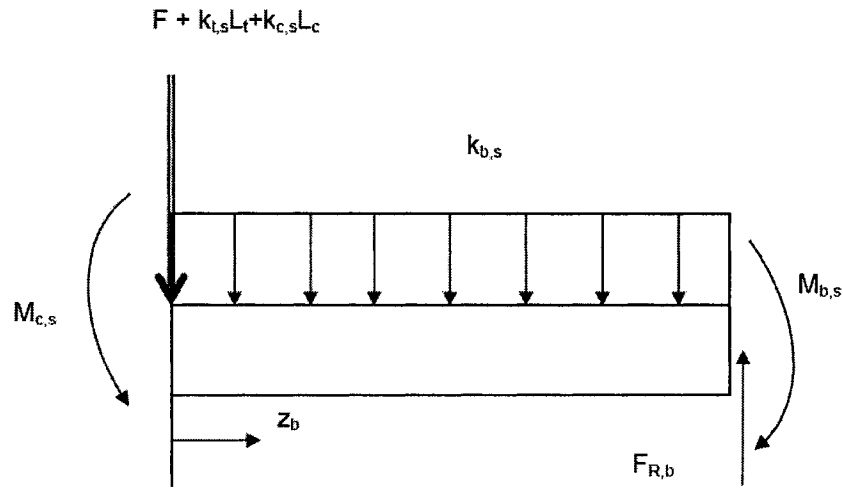 F + k_{t,s}L_t+k_{c,s}L_c
k_{b,s}
M_{c,s}
M_{b,s}
z_b
F_{R,b}